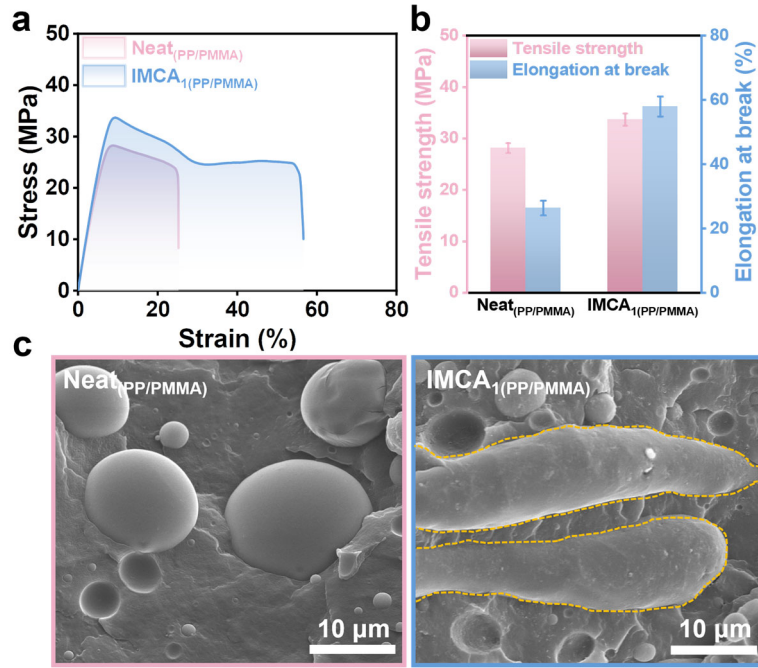 a
Neat(PP/PMMA)
IMCA1(PP/PMMA)
Stress (MPa)
50
40
30
20
10
0
0 20 40 60 80
Strain (%)
b
Tensile strength
Elongation at break
Tensile strength (MPa)
50
40
30
20
10
0
Elongation at break (%)
80
60
40
20
0
Neat(PP/PMMA) IMCA1(PP/PMMA)
c
Neat(PP/PMMA)
10 µm
IMCA1(PP/PMMA)
10 µm